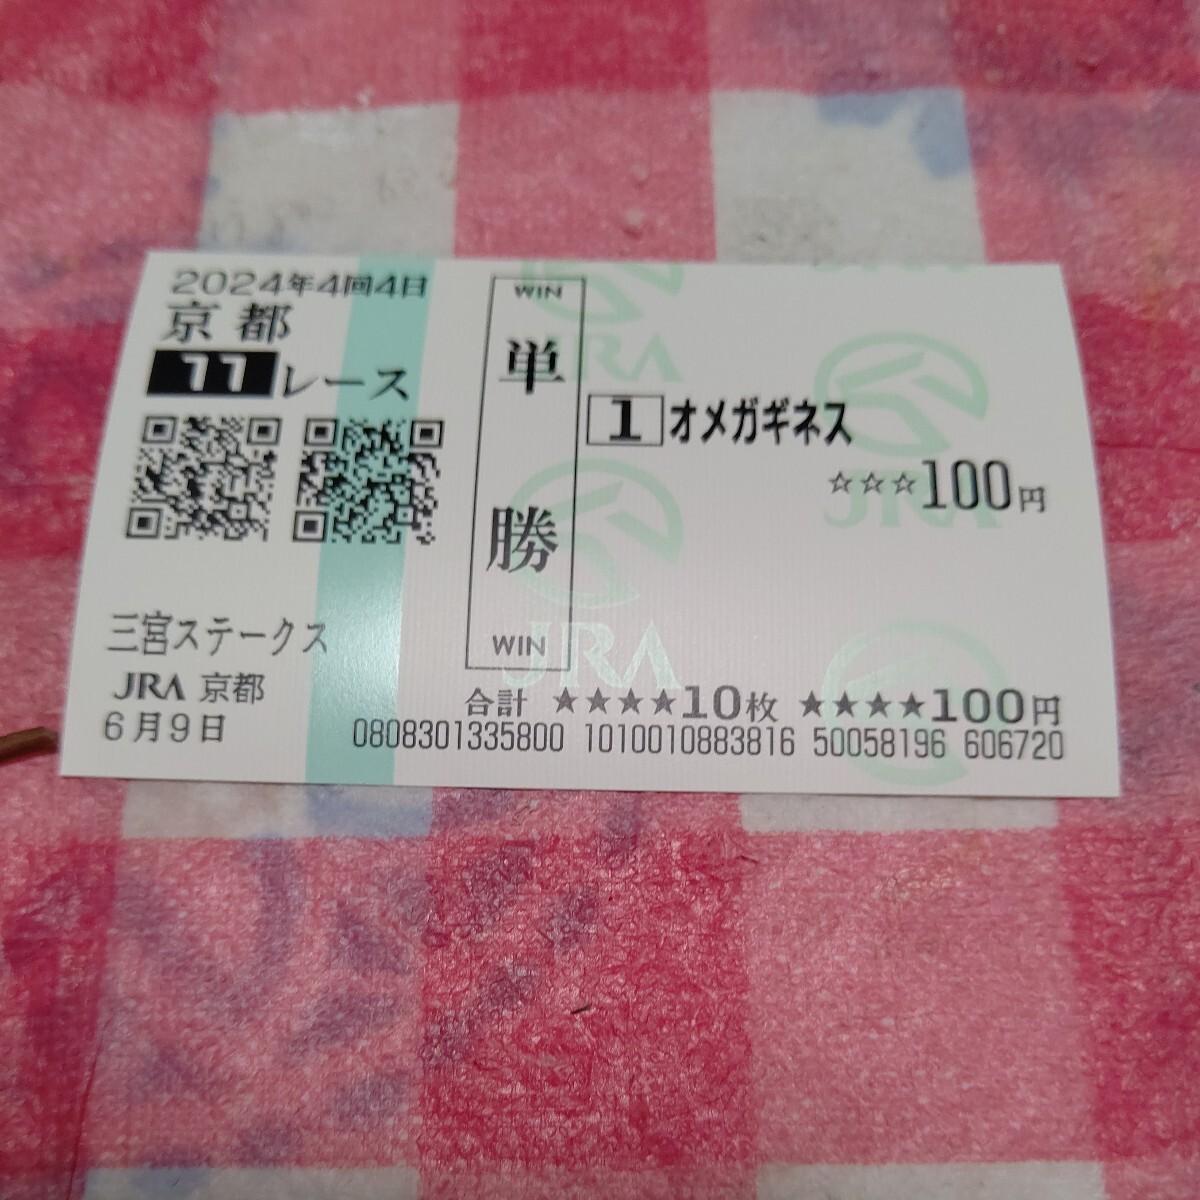 2024年4回4日
京都
11レース
三宮ステークス
JRA 京都
6月9日
WIN
単勝
WIN
1 オメガギネス
☆☆☆100円
合計 ★★★★10枚 ★★★★100円
0808301335800 1010010883816 50058196 606720
JRA
JRA
JRA